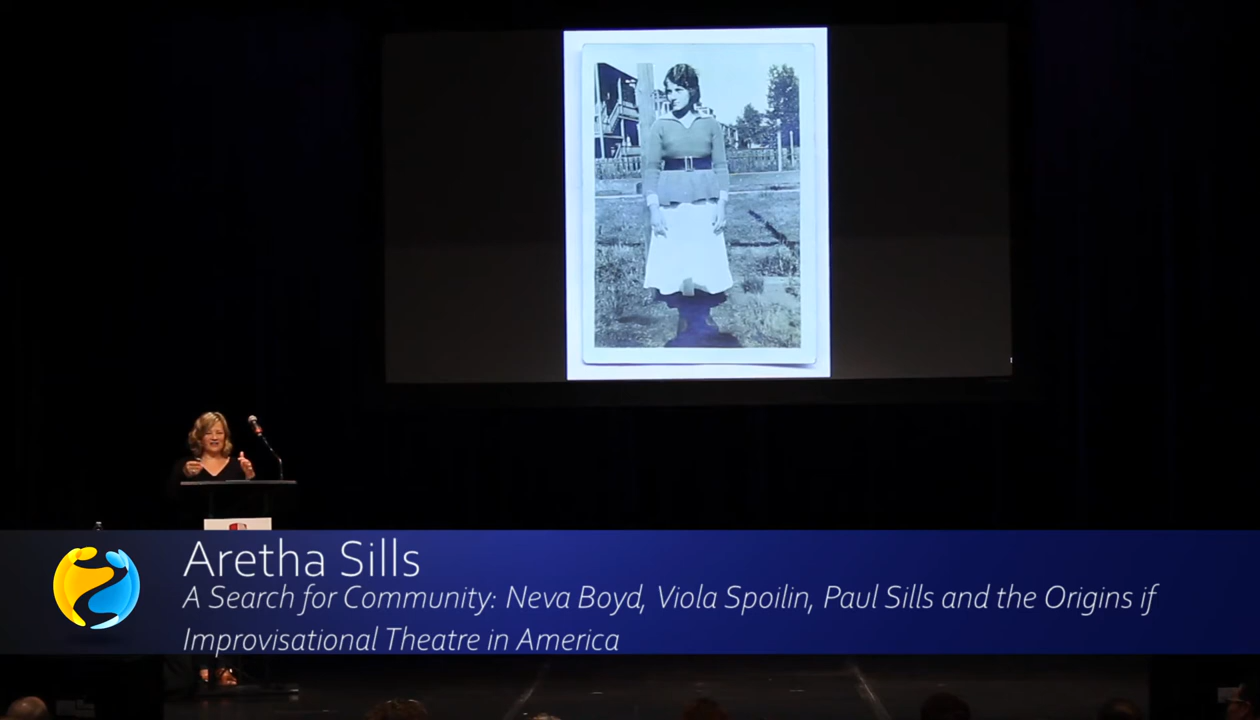 Aretha Sills
A Search for Community: Neva Boyd, Viola Spoilin, Paul Sills and the Origins if
Improvisational Theatre in America